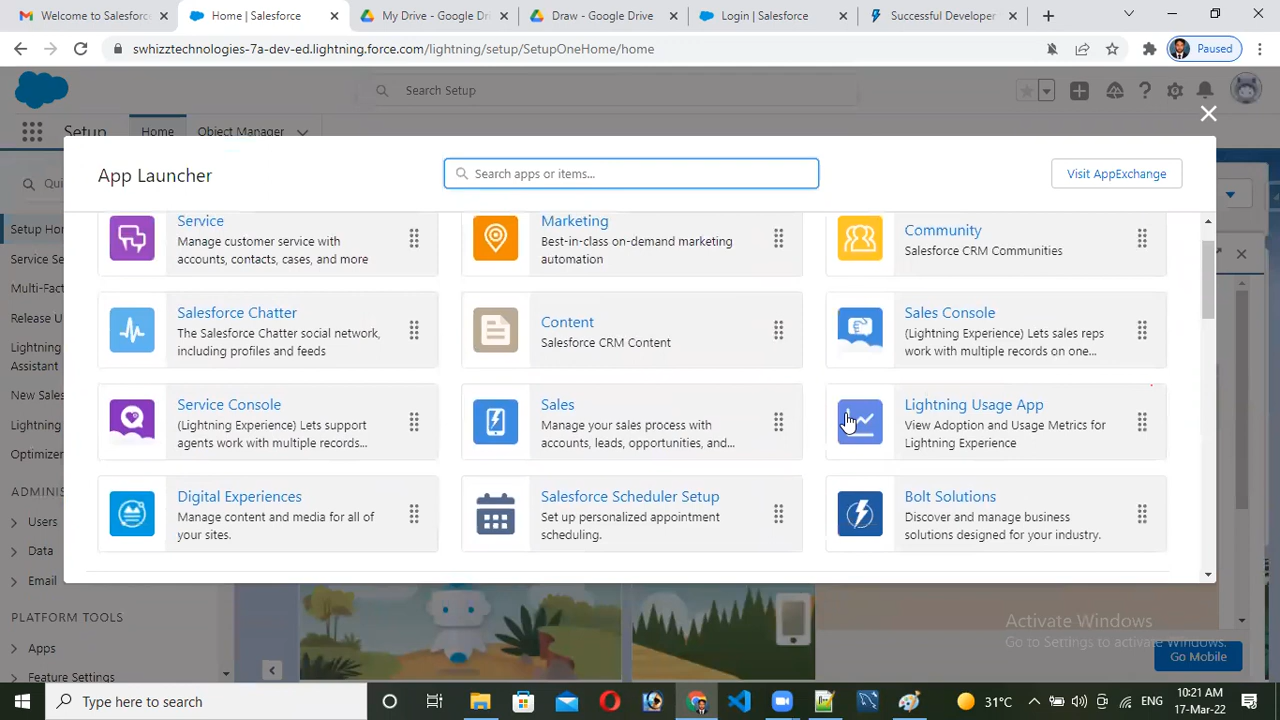 Welcome to Salesforc
Home | Salesforce
My Drive - Google Dri
Draw - Google Drive
Login | Salesforce
Successful Developer
swhizztechnologies-7a-dev-ed.lightning.force.com/lightning/setup/SetupOneHome/home
Paused
Search Setup
Setup
Home
Object Manager
App Launcher
Search apps or items...
Visit AppExchange
Qui
Setup Hom
Service Se
Multi-Fact
Release U
Lightning
Assistant
New Sales
Lightning
Optimizer
ADMINIS
Users
Data
Email
PLATFORM TOOLS
Apps
Feature Settings
Service
Manage customer service with
accounts, contacts, cases, and more
Marketing
Best-in-class on-demand marketing
automation
Community
Salesforce CRM Communities
Salesforce Chatter
The Salesforce Chatter social network,
including profiles and feeds
Content
Salesforce CRM Content
Sales Console
(Lightning Experience) Lets sales reps
work with multiple records on one...
Service Console
(Lightning Experience) Lets support
agents work with multiple records...
Sales
Manage your sales process with
accounts, leads, opportunities, and...
Lightning Usage App
View Adoption and Usage Metrics for
Lightning Experience
Digital Experiences
Manage content and media for all of
your sites.
Salesforce Scheduler Setup
Set up personalized appointment
scheduling.
Bolt Solutions
Discover and manage business
solutions designed for your industry.
Activate Windows
Go to Settings to activate Windows.
Go Mobile
Type here to search
31°C
ENG
10:21 AM
17-Mar-22